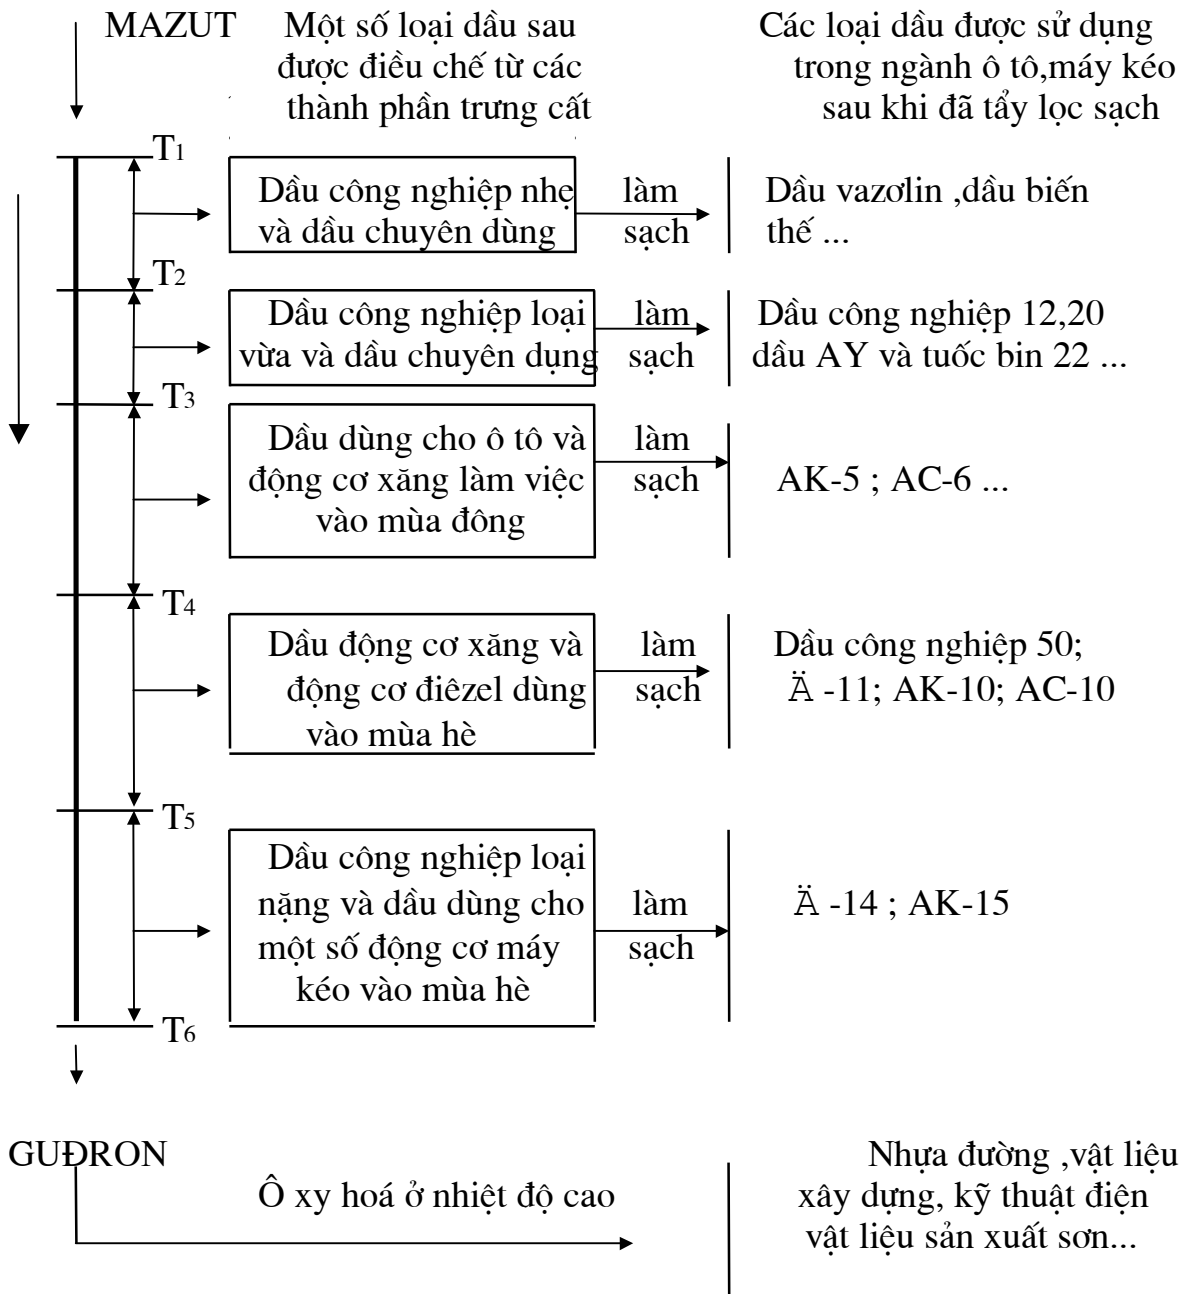 MAZUT
Một số loại dầu sau
được điều chế từ các
thành phần trưng cất
Các loại dầu được sử dụng
trong ngành ô tô,máy kéo
sau khi đã tẩy lọc sạch
T1
Dầu công nghiệp nhẹ
và dầu chuyên dùng
làm
sạch
Dầu vazơlin ,dầu biến
thế ...
T2
Dầu công nghiệp loại
vừa và dầu chuyên dụng
làm
sạch
Dầu công nghiệp 12,20
dầu AY và tuốc bin 22 ...
T3
Dầu dùng cho ô tô và
động cơ xăng làm việc
vào mùa đông
làm
sạch
AK-5 ; AC-6 ...
T4
Dầu động cơ xăng và
động cơ điêzel dùng
vào mùa hè
làm
sạch
Dầu công nghiệp 50;
Ä -11; AK-10; AC-10
T5
Dầu công nghiệp loại
nặng và dầu dùng cho
một số động cơ máy
kéo vào mùa hè
làm
sạch
Ä -14 ; AK-15
T6
GUĐRON
Ô xy hoá ở nhiệt độ cao
Nhựa đường ,vật liệu
xây dựng, kỹ thuật điện
vật liệu sản xuất sơn...